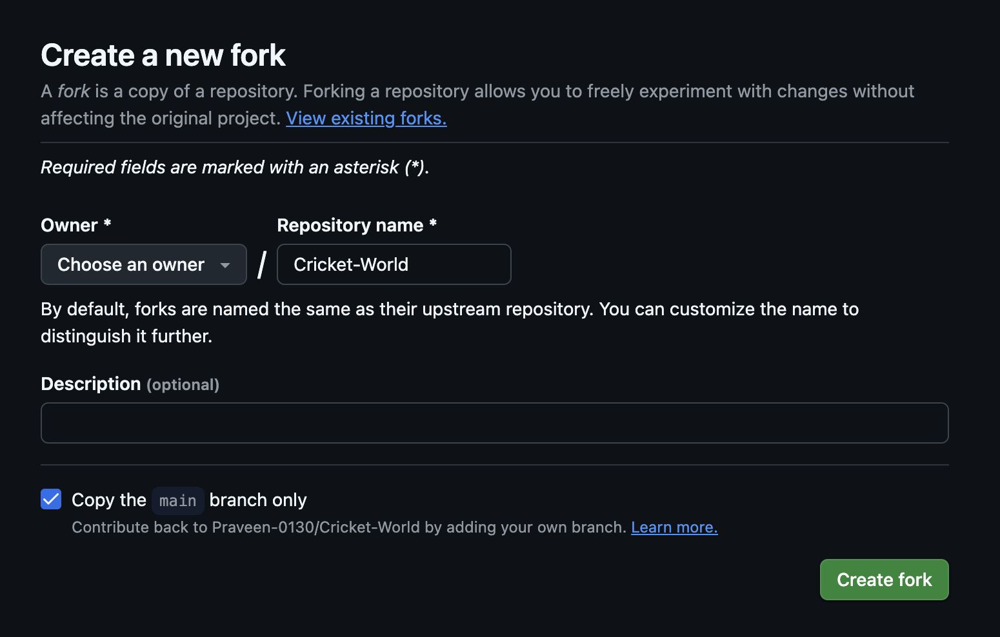 Create a new fork
A fork is a copy of a repository. Forking a repository allows you to freely experiment with changes without
affecting the original project. View existing forks.
Required fields are marked with an asterisk (*).
Owner * Repository name *
Choose an owner / Cricket-World
By default, forks are named the same as their upstream repository. You can customize the name to
distinguish it further.
Description (optional)
Copy the main branch only
Contribute back to Praveen-0130/Cricket-World by adding your own branch. Learn more.
Create fork